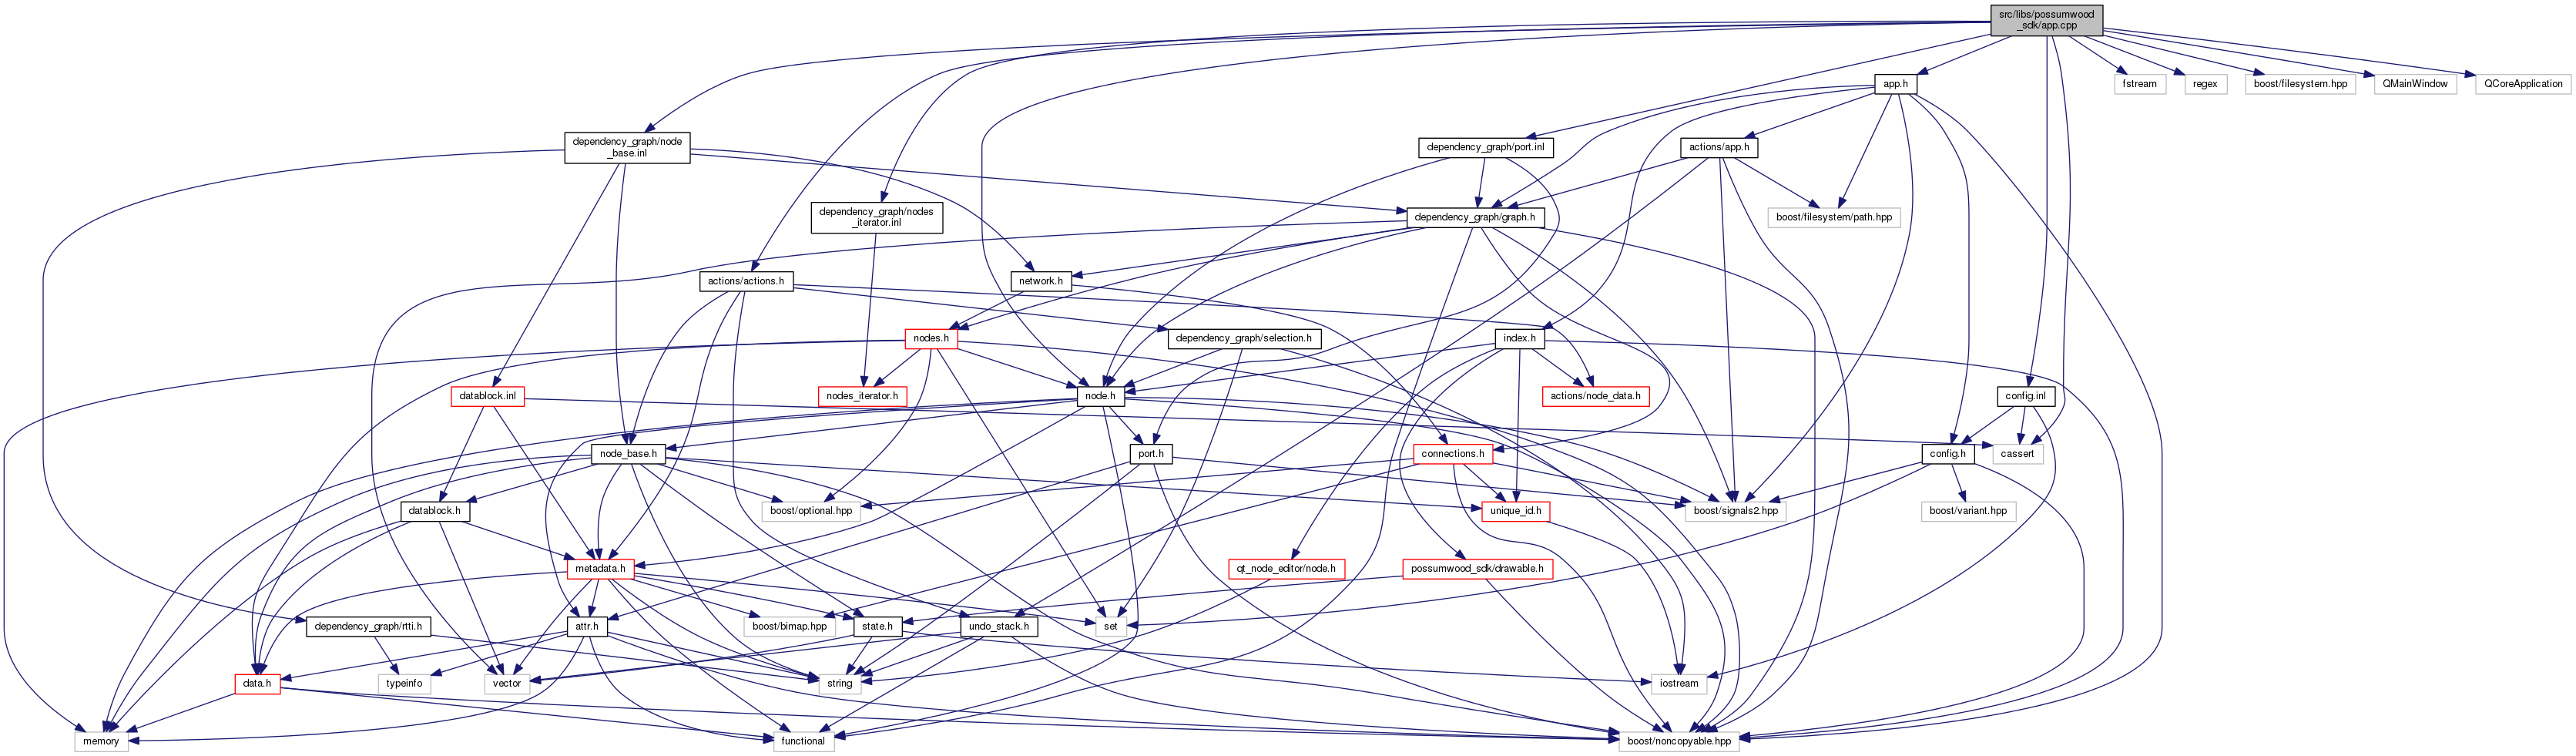 src/libs/possumwood
_sdk/app.cpp
app.h
fstream
regex
boost/filesystem.hpp
QMainWindow
QCoreApplication
dependency_graph/node
_base.inl
dependency_graph/port.inl
actions/app.h
dependency_graph/nodes
_iterator.inl
dependency_graph/graph.h
boost/filesystem/path.hpp
actions/actions.h
network.h
nodes.h
dependency_graph/selection.h
index.h
datablock.inl
nodes_iterator.h
node.h
actions/node_data.h
config.inl
node_base.h
port.h
connections.h
config.h
cassert
datablock.h
boost/optional.hpp
unique_id.h
boost/signals2.hpp
boost/variant.hpp
metadata.h
qt_node_editor/node.h
possumwood_sdk/drawable.h
dependency_graph/rtti.h
attr.h
boost/bimap.hpp
state.h
undo_stack.h
set
data.h
typeinfo
vector
string
iostream
memory
functional
boost/noncopyable.hpp